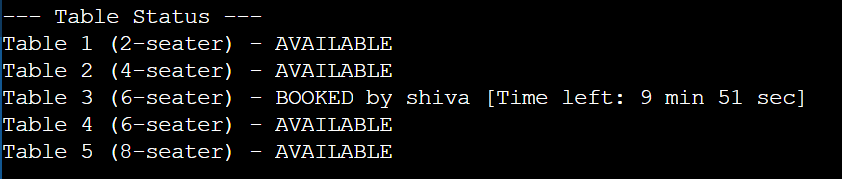 --- Table Status ---
Table 1 (2-seater) - AVAILABLE
Table 2 (4-seater) - AVAILABLE
Table 3 (6-seater) - BOOKED by shiva [Time left: 9 min 51 sec]
Table 4 (6-seater) - AVAILABLE
Table 5 (8-seater) - AVAILABLE